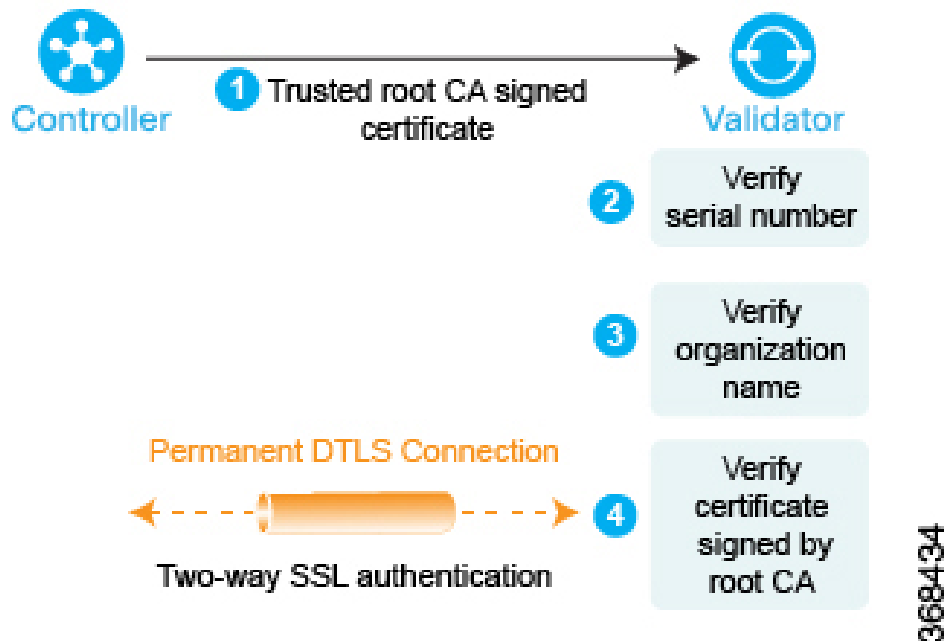 Controller
1 Trusted root CA signed
certificate
Validator
2 Verify
serial number
3 Verify
organization
name
Permanent DTLS Connection
Two-way SSL authentication
4 Verify
certificate
signed by
root CA
368434